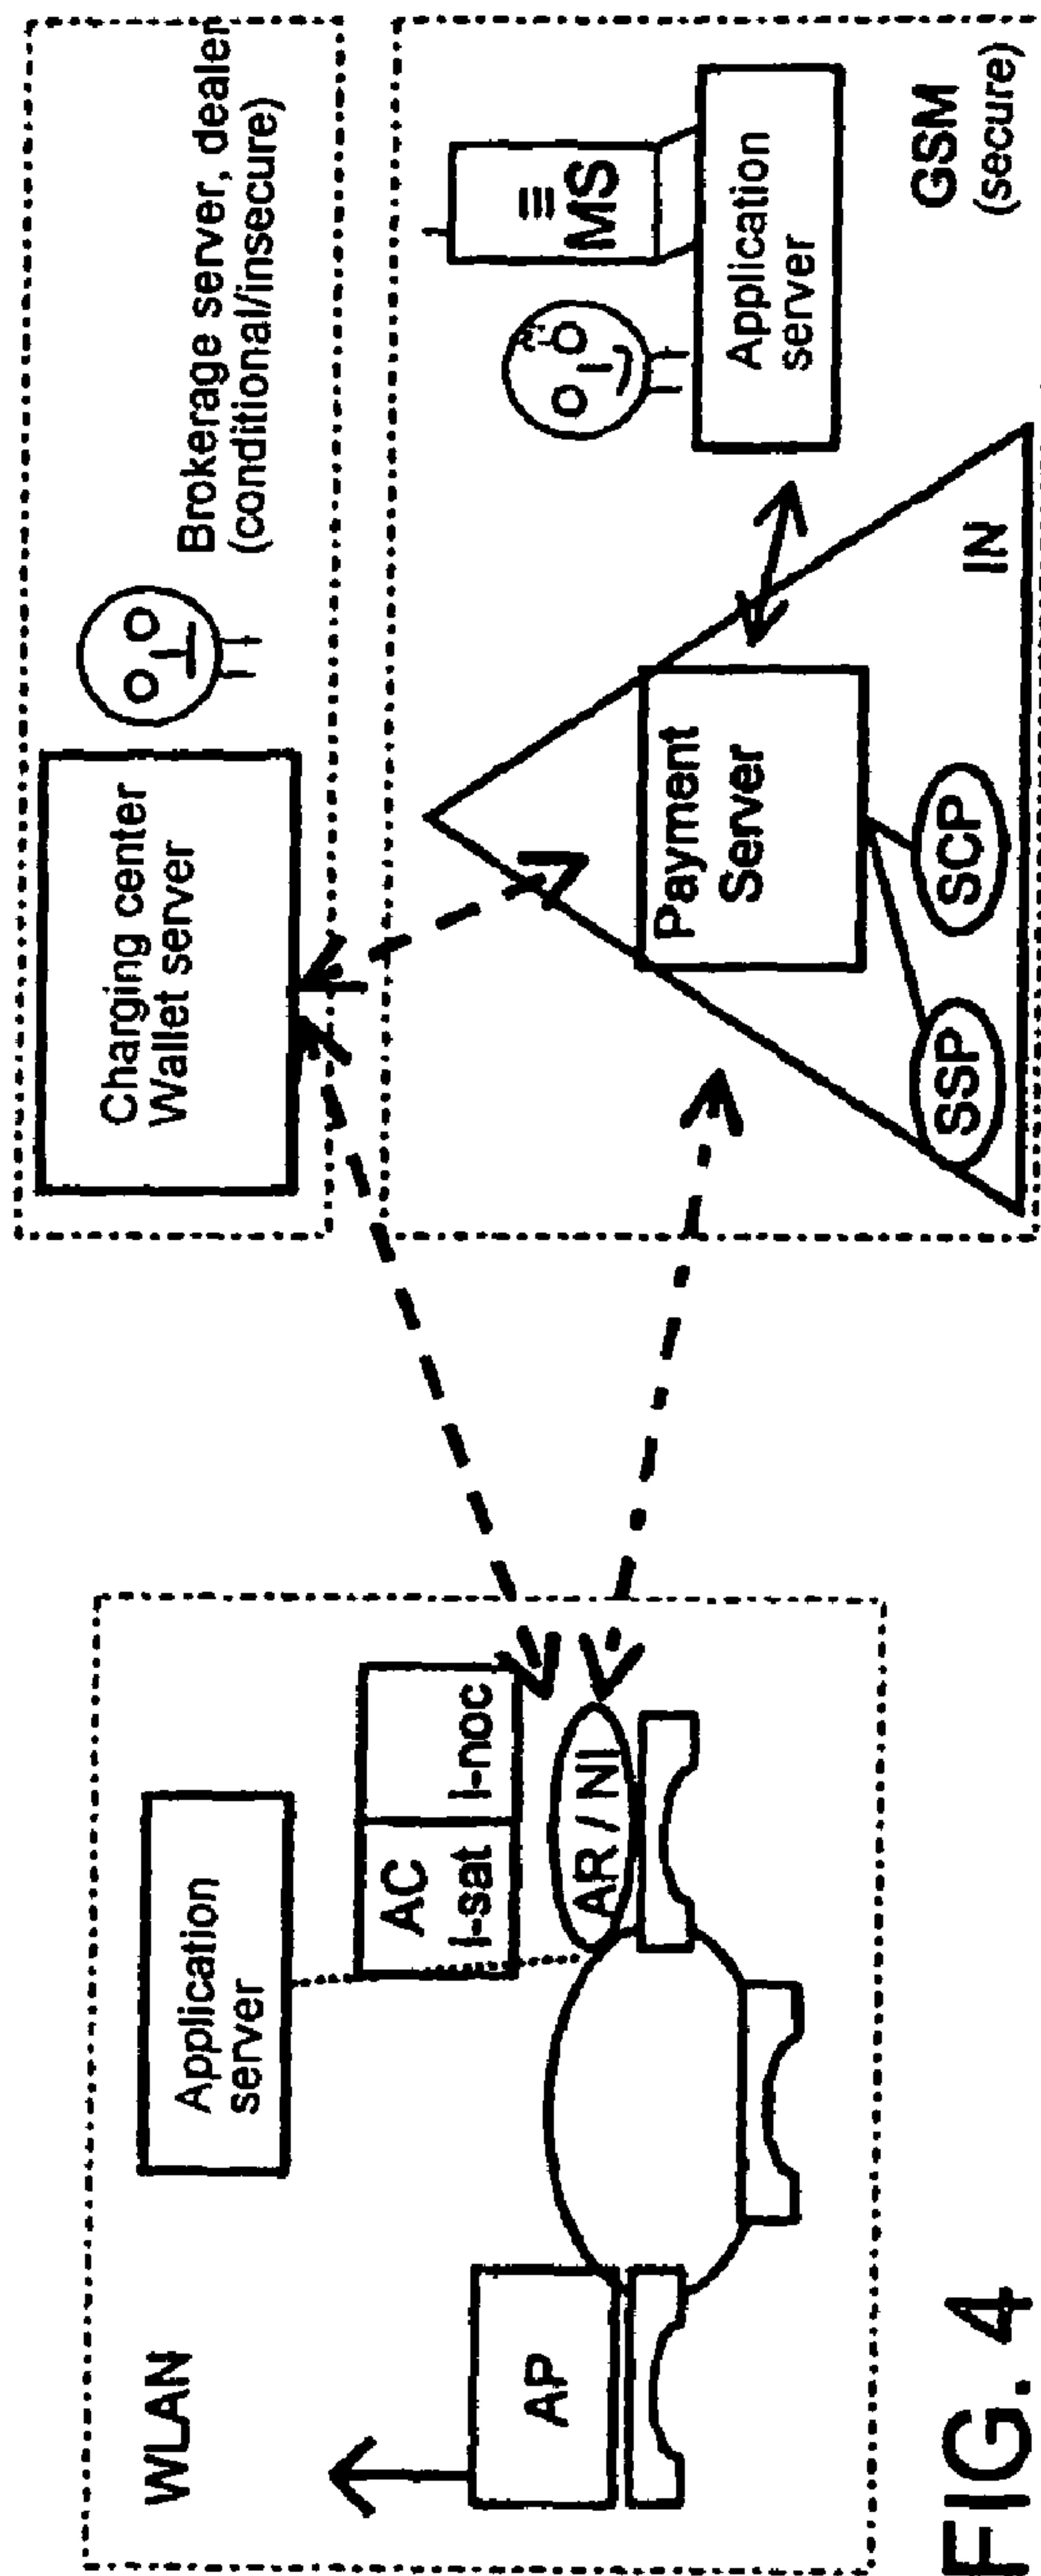 WLAN
Application
server
AC
I-sat
I-noc
AP
AR / NI
Charging center
Wallet server
Brokerage server, dealer
(conditional/insecure)
Payment
Server
SSP
SCP
IN
MS
Application
server
GSM
(secure)
FIG. 4